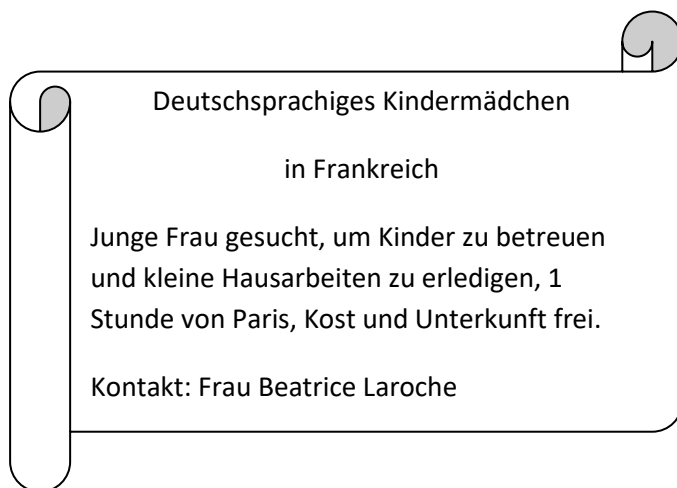 Deutschsprachiges Kindermädchen
in Frankreich
Junge Frau gesucht, um Kinder zu betreuen
und kleine Hausarbeiten zu erledigen, 1
Stunde von Paris, Kost und Unterkunft frei.
Kontakt: Frau Beatrice Laroche